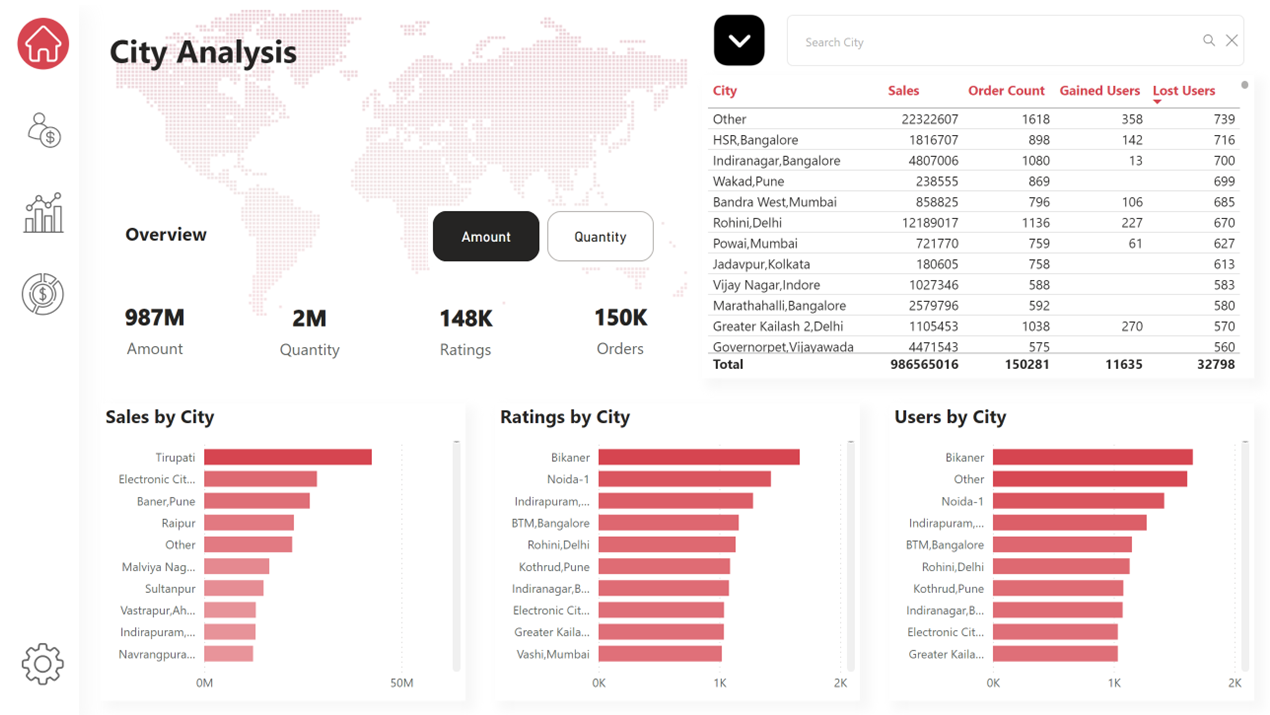 City Analysis
Search City
City Sales Order Count Gained Users Lost Users
Other 22322607 1618 358 739
HSR,Bangalore 1816707 898 142 716
Indiranagar,Bangalore 4807006 1080 13 700
Wakad,Pune 238555 869 699
Bandra West,Mumbai 858825 796 106 685
Rohini,Delhi 12189017 1136 227 670
Powai,Mumbai 721770 759 61 627
Jadavpur,Kolkata 180605 758 613
Vijay Nagar,Indore 1027346 588 583
Marathahalli,Bangalore 2579796 592 580
Greater Kailash 2,Delhi 1105453 1038 270 570
Governorpet,Vijayawada 4471543 575 560
Total 986565016 150281 11635 32798
Overview
Amount Quantity
987M 2M 148K 150K
Amount Quantity Ratings Orders
Sales by City
Tirupati
Electronic Cit...
Baner,Pune
Raipur
Other
Malviya Nag...
Sultanpur
Vastrapur,Ah...
Indirapuram,...
Navrangpura...
0M 50M
Ratings by City
Bikaner
Noida-1
Indirapuram,...
BTM,Bangalore
Rohini,Delhi
Kothrud,Pune
Indiranagar,B...
Electronic Cit...
Greater Kaila...
Vashi,Mumbai
0K 1K 2K
Users by City
Bikaner
Other
Noida-1
Indirapuram,...
BTM,Bangalore
Rohini,Delhi
Kothrud,Pune
Indiranagar,B...
Electronic Cit...
Greater Kaila...
0K 1K 2K